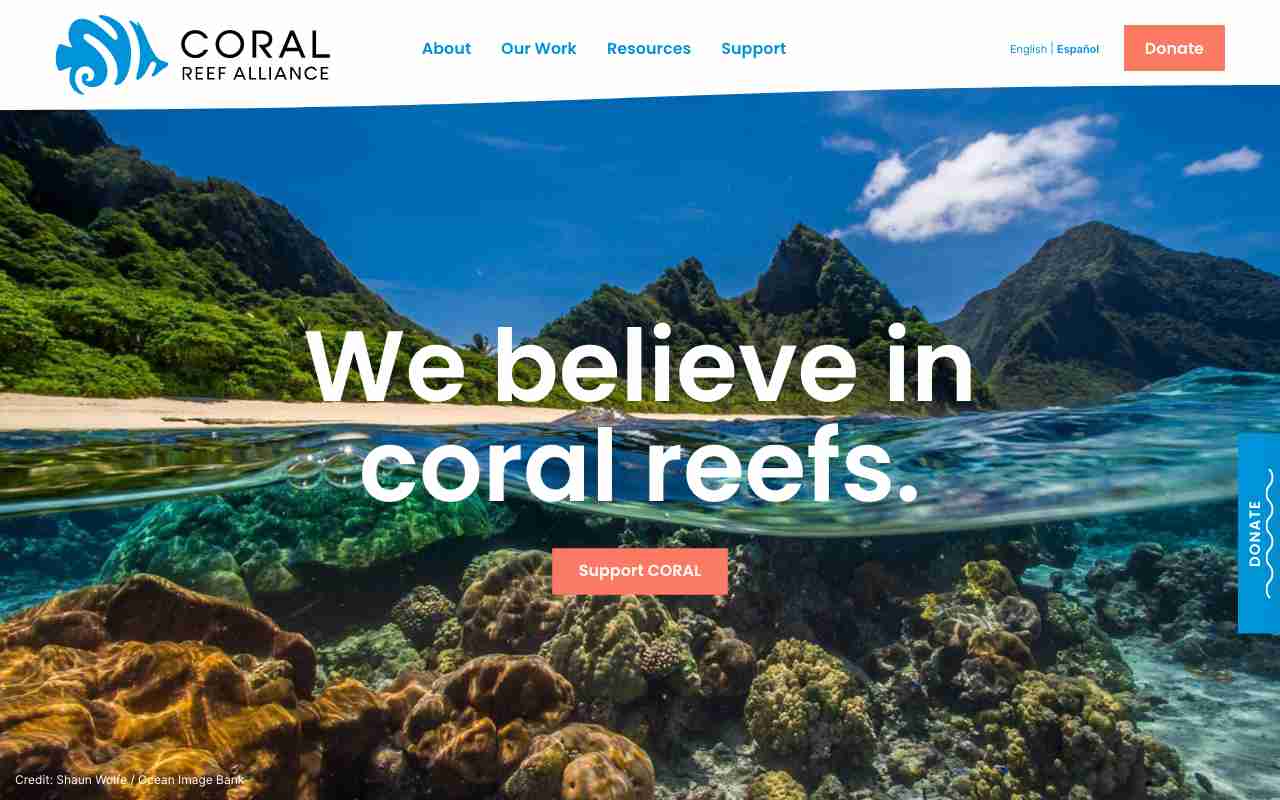 CORAL
REEF ALLIANCE
About
Our Work
Resources
Support
English | Español
Donate
We believe in
coral reefs.
Support CORAL
DONATE
Credit: Shaun Wolfe / Ocean Image Bank